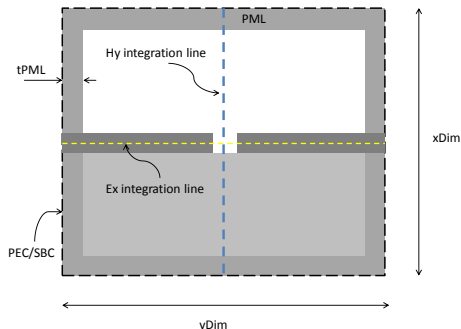 PML
Hy integration line
tPML
xDim
Ex integration line
PEC/SBC
yDim